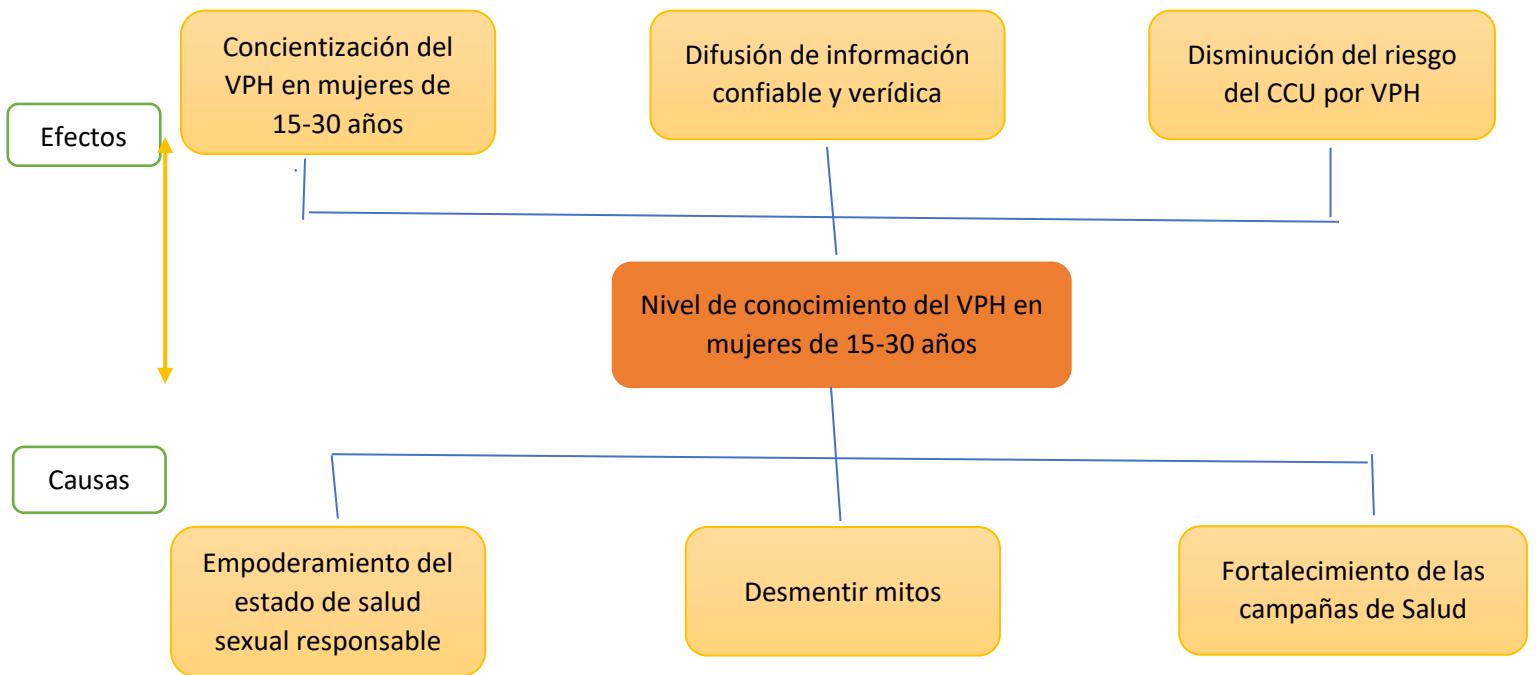 Concientización del
VPH en mujeres de
15-30 años
Difusión de información
confiable y verídica
Disminución del riesgo
del CCU por VPH
Efectos
.
Nivel de conocimiento del VPH en
mujeres de 15-30 años
Causas
Empoderamiento del
estado de salud
sexual responsable
Desmentir mitos
Fortalecimiento de las
campañas de Salud